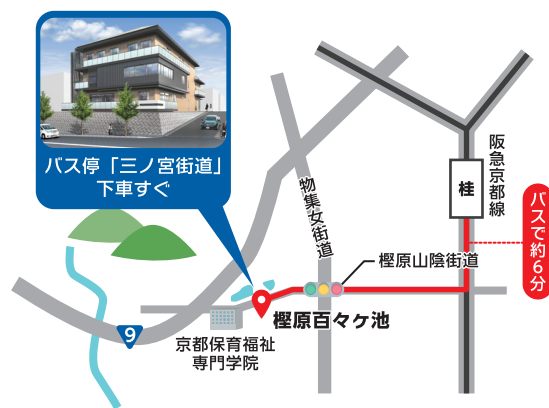 バス停「三ノ宮街道」
下車すぐ
物集女街道
阪急京都線
桂
バスで約6分
樫原山陰街道
樫原百々ヶ池
9
京都保育福祉
専門学院